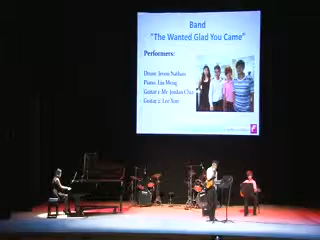 Band
"The Wanted Glad You Came"
Performers:
Drum: Jevon Nathan
Piano: Liu Meng
Guitar 1: Mr. Jordan Chia
Guitar 2: Lee Xun